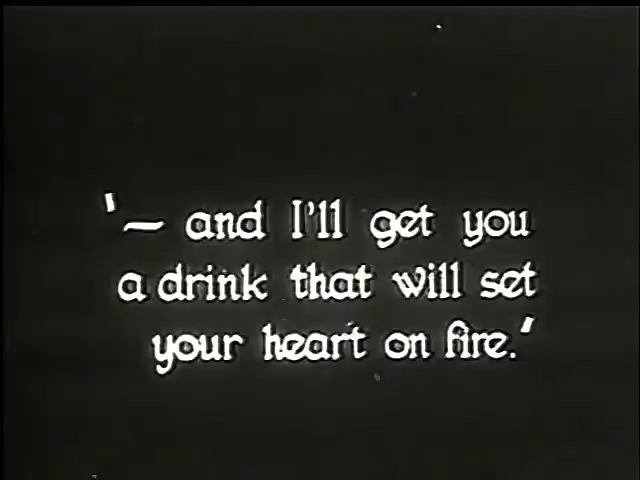 '— and I'll get you
a drink that will set
your heart on fire.'